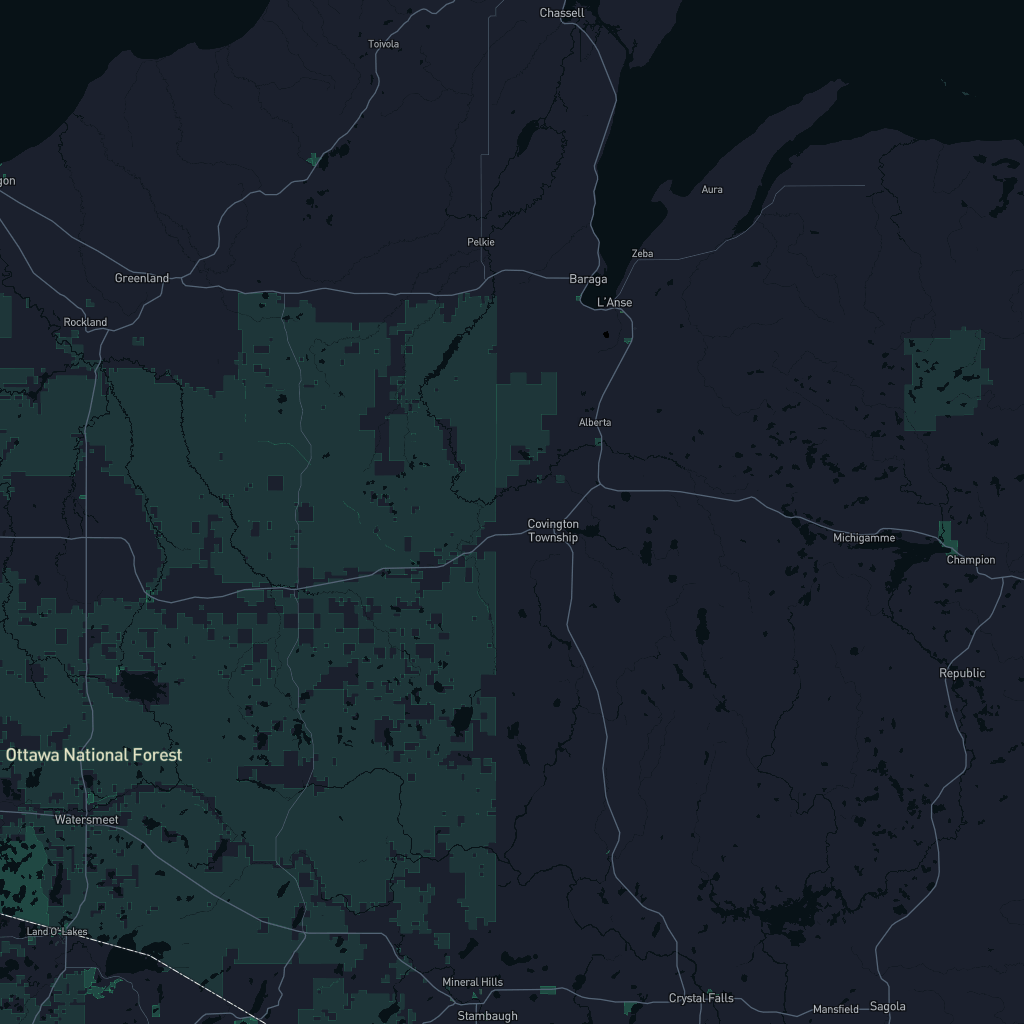 Chassell
Toivola
gon
Aura
Pelkie
Zeba
Greenland
Baraga
L'Anse
Rockland
Alberta
Covington
Township
Michigamme
Champion
Republic
Ottawa National Forest
Watersmeet
Land O' Lakes
Mineral Hills
Crystal Falls
Stambaugh
Mansfield
Sagola